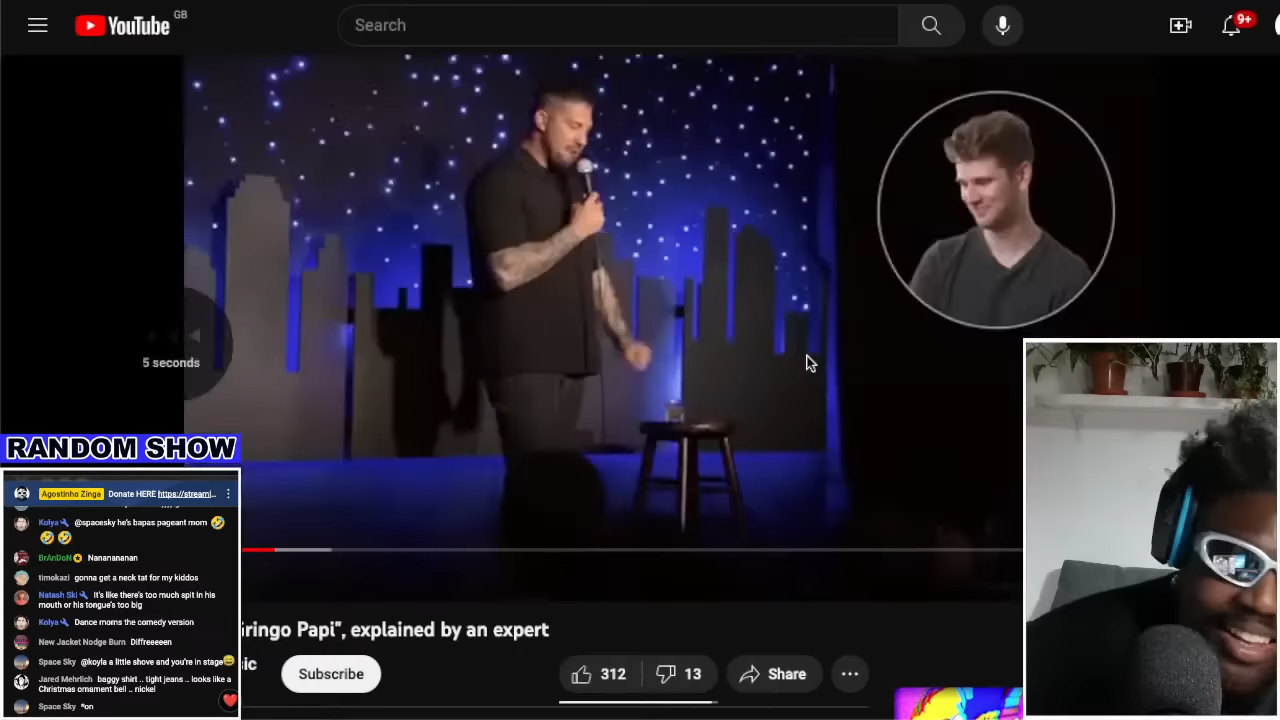 YouTube GB
Search
9+
5 seconds
RANDOM SHOW
Agostinho Zinga Donate HERE https://streaml...
Kolya @spacesky he's bapas pageant mom
BrAnDoN Nanananana
timokazi gonna get a neck tat for my kiddos
Natash Ski It's like there's too much spit in his
mouth or his tongue's too big
Kolya Dance moms the comedy version
New Jacket Nodge Burn Diffreeeeen
Space Sky @koyla a little shove and you're in stage
Jared Mehrlich baggy shirt .. tight jeans .. looks like a
Christmas ornament bell .. nickel
Space Sky *on
ringo Papi", explained by an expert
ic
Subscribe
312
13
Share